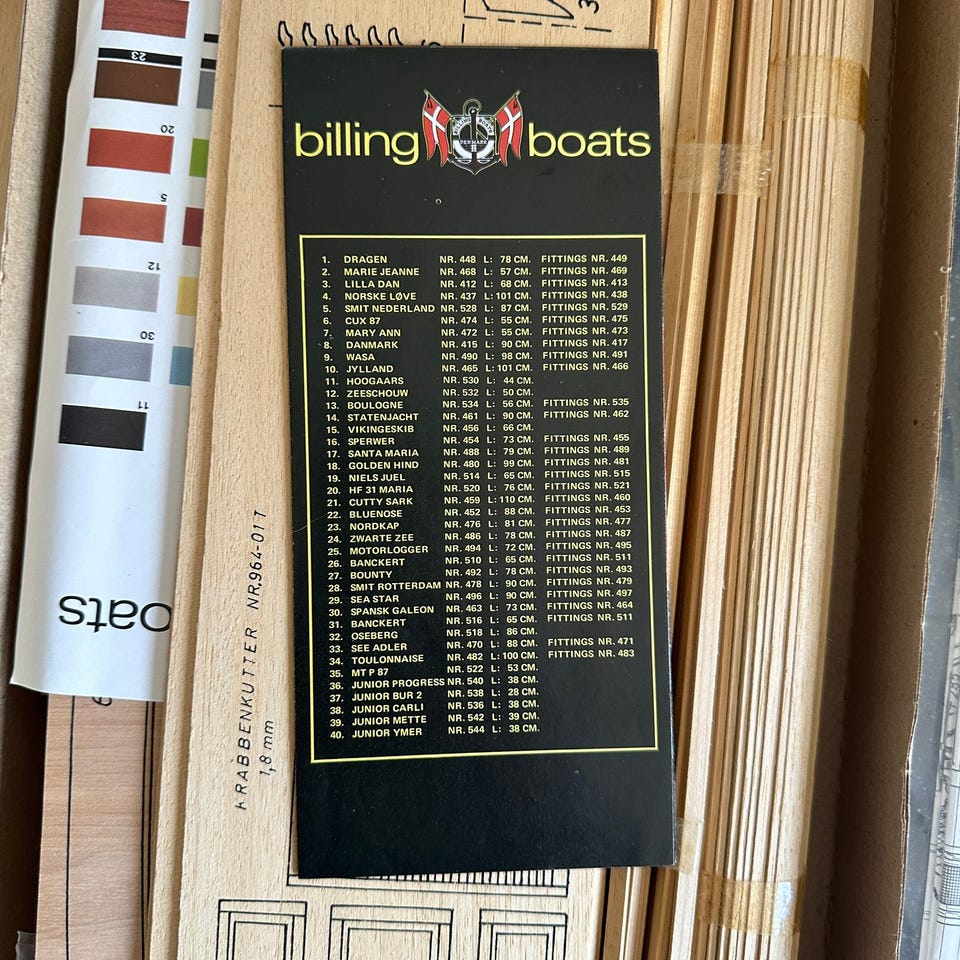 billing boats
DENMARK
1. DRAGEN NR. 448 L: 78 CM. FITTINGS NR. 449
2. MARIE JEANNE NR. 468 L: 57 CM. FITTINGS NR. 469
3. LILLA DAN NR. 412 L: 68 CM. FITTINGS NR. 413
4. NORSKE LØVE NR. 437 L: 101 CM. FITTINGS NR. 438
5. SMIT NEDERLAND NR. 528 L: 87 CM. FITTINGS NR. 529
6. CUX 87 NR. 474 L: 55 CM. FITTINGS NR. 475
7. MARY ANN NR. 472 L: 55 CM. FITTINGS NR. 473
8. DANMARK NR. 415 L: 90 CM. FITTINGS NR. 417
9. WASA NR. 490 L: 98 CM. FITTINGS NR. 491
10. JYLLAND NR. 465 L: 101 CM. FITTINGS NR. 466
11. HOOGAARS NR. 530 L: 44 CM.
12. ZEESCHOUW NR. 532 L: 50 CM.
13. BOULOGNE NR. 534 L: 56 CM. FITTINGS NR. 535
14. STATENJACHT NR. 461 L: 90 CM. FITTINGS NR. 462
15. VIKINGESKIB NR. 456 L: 66 CM.
16. SPERWER NR. 454 L: 73 CM. FITTINGS NR. 455
17. SANTA MARIA NR. 488 L: 79 CM. FITTINGS NR. 489
18. GOLDEN HIND NR. 480 L: 99 CM. FITTINGS NR. 481
19. NIELS JUEL NR. 514 L: 65 CM. FITTINGS NR. 515
20. HF 31 MARIA NR. 520 L: 76 CM. FITTINGS NR. 521
21. CUTTY SARK NR. 459 L: 110 CM. FITTINGS NR. 460
22. BLUENOSE NR. 452 L: 88 CM. FITTINGS NR. 453
23. NORDKAP NR. 476 L: 81 CM. FITTINGS NR. 477
24. ZWARTE ZEE NR. 486 L: 78 CM. FITTINGS NR. 487
25. MOTORLOGGER NR. 494 L: 72 CM. FITTINGS NR. 495
26. BANCKERT NR. 510 L: 65 CM. FITTINGS NR. 511
27. BOUNTY NR. 492 L: 78 CM. FITTINGS NR. 493
28. SMIT ROTTERDAM NR. 478 L: 90 CM. FITTINGS NR. 479
29. SEA STAR NR. 496 L: 90 CM. FITTINGS NR. 497
30. SPANSK GALEON NR. 463 L: 73 CM. FITTINGS NR. 464
31. BANCKERT NR. 516 L: 65 CM. FITTINGS NR. 511
32. OSEBERG NR. 518 L: 86 CM.
33. SEE ADLER NR. 470 L: 88 CM. FITTINGS NR. 471
34. TOULONNAISE NR. 482 L: 100 CM. FITTINGS NR. 483
35. MT P 87 NR. 522 L: 53 CM.
36. JUNIOR PROGRESS NR. 540 L: 38 CM.
37. JUNIOR BUR 2 NR. 538 L: 28 CM.
38. JUNIOR CARLI NR. 536 L: 38 CM.
39. JUNIOR METTE NR. 542 L: 39 CM.
40. JUNIOR YMER NR. 544 L: 38 CM.
KRABBENKUTTER NR.964-01 T
1,8 mm
23
20
5
12
30
11
oats